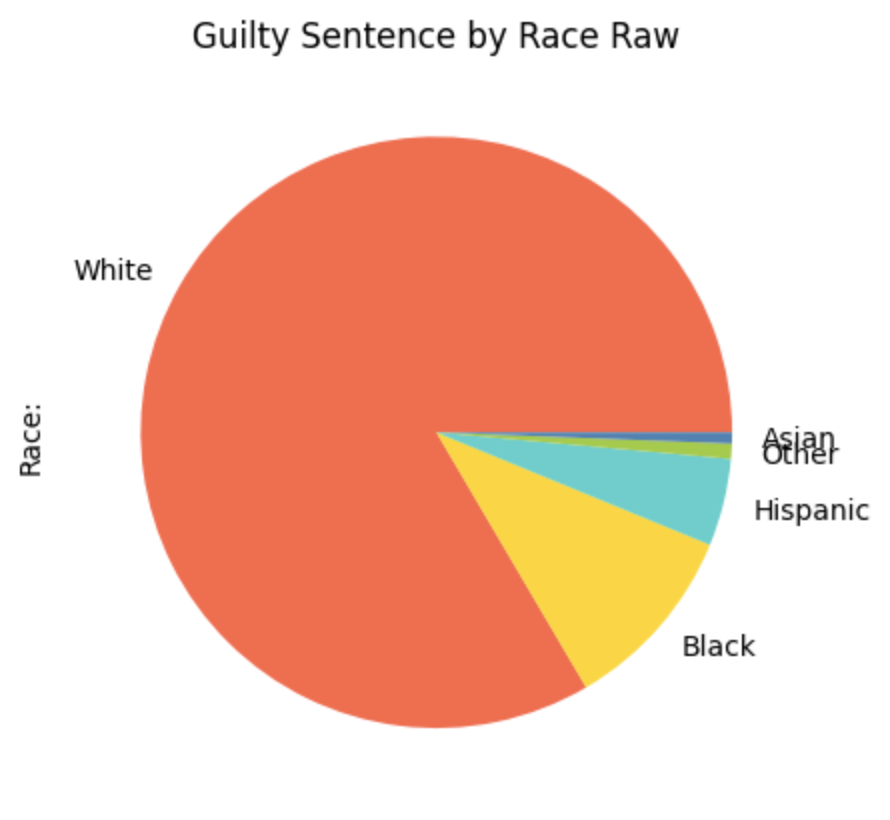 Guilty Sentence by Race Raw
White
Race:
Asian
Other
Hispanic
Black